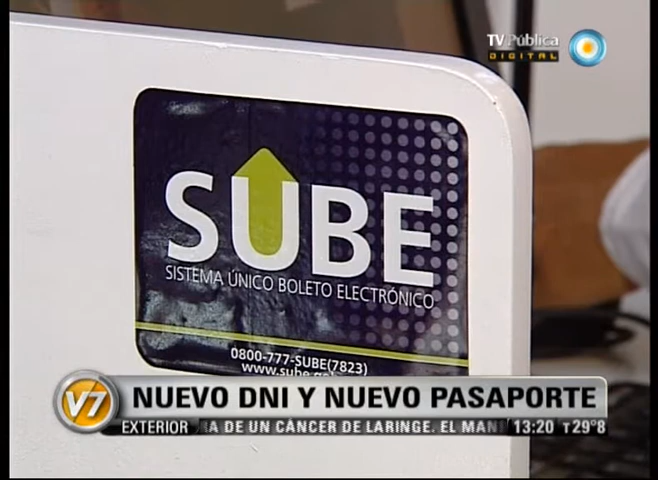 TV Pública
DIGITAL
SUBE
SISTEMA ÚNICO BOLETO ELECTRÓNICO
0800-777-SUBE(7823)
www.sube.
V7
NUEVO DNI Y NUEVO PASAPORTE
EXTERIOR
A DE UN CÁNCER DE LARINGE. EL MAN
13:20 T29°8